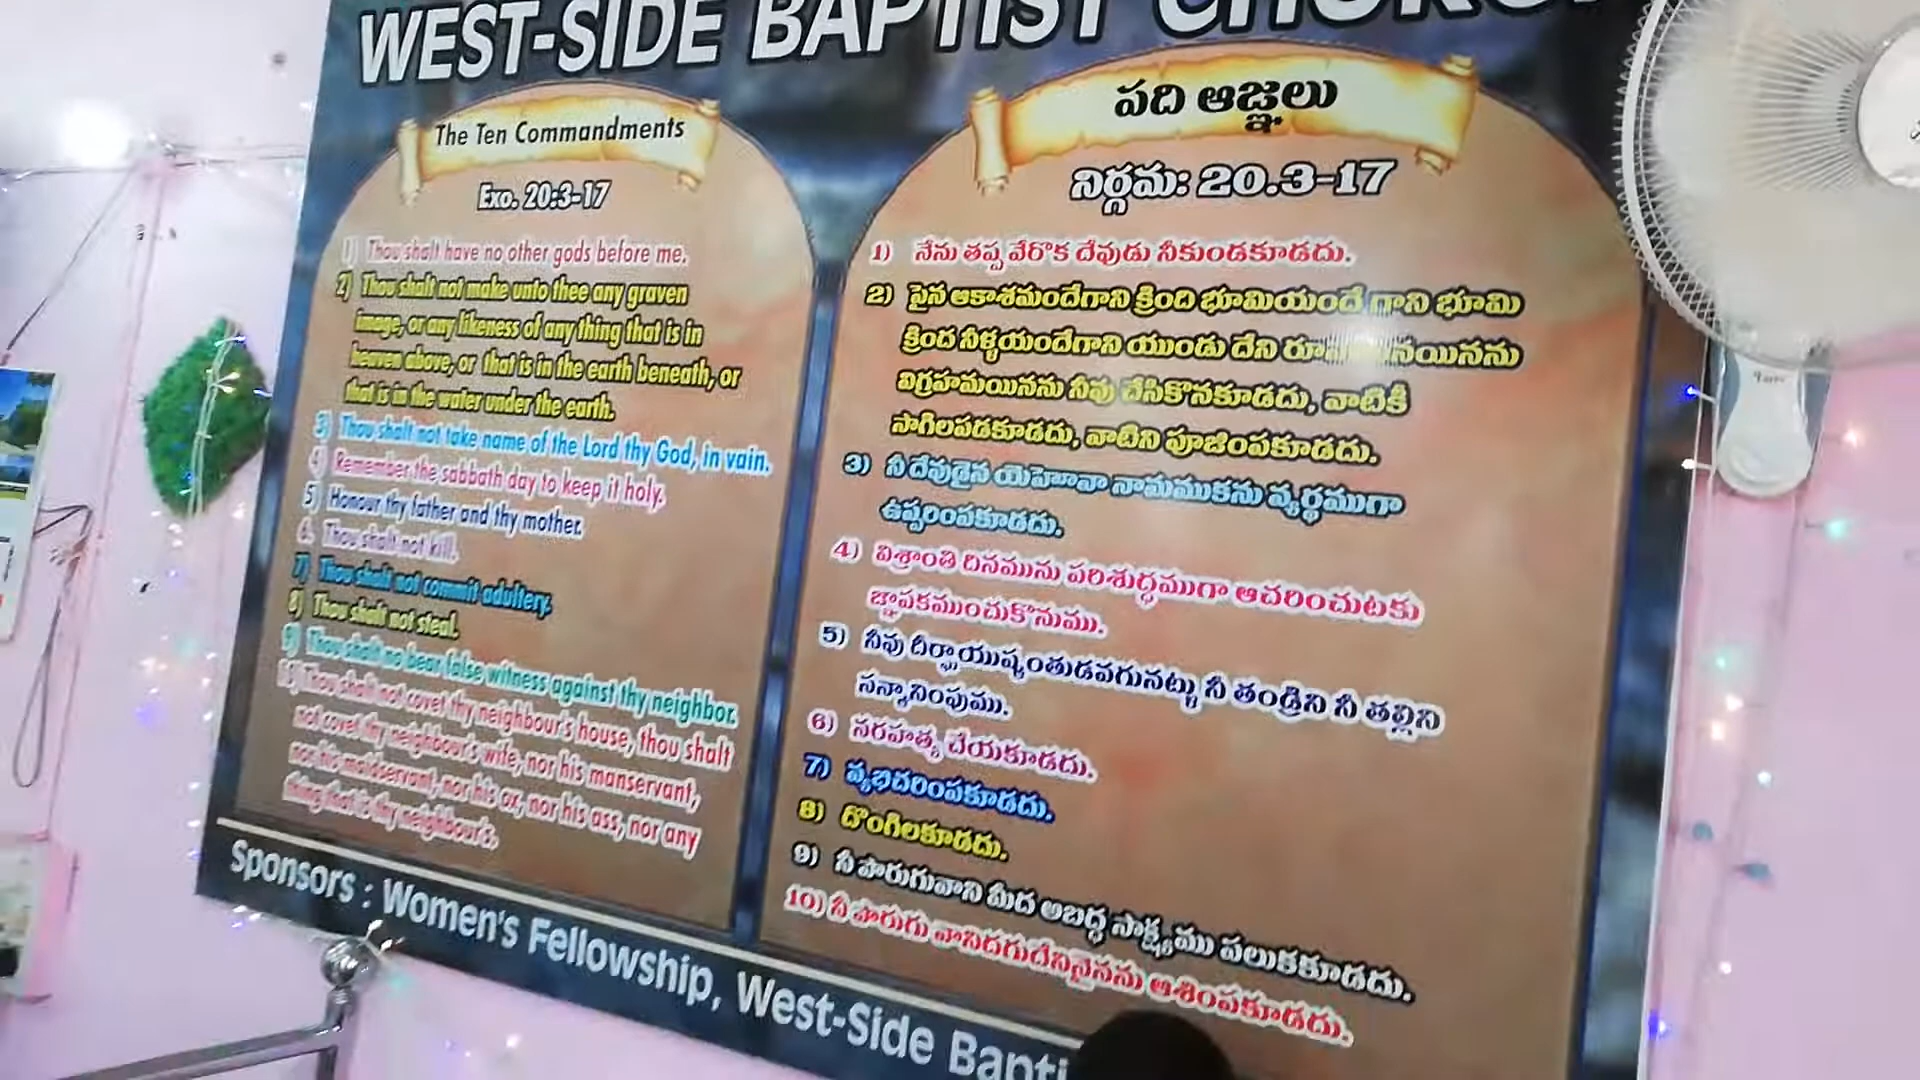 WEST-SIDE BAPTIST CHURCH
The Ten Commandments
Exo. 20:3-17
1) Thou shalt have no other gods before me.
2) Thou shalt not make unto thee any graven
image, or any likeness of any thing that is in
heaven above, or that is in the earth beneath, or
that is in the water under the earth.
3) Thou shalt not take name of the Lord thy God, in vain.
4) Remember the sabbath day to keep it holy.
5) Honour thy father and thy mother.
6. Thou shalt not kill.
7) Thou shalt not commit adultery.
8) Thou shalt not steal.
9) Thou shalt no bear false witness against thy neighbor.
10) Thou shalt not covet thy neighbour's house, thou shalt
not covet thy neighbour's wife, nor his manservant,
nor his maidservant, nor his ox, nor his ass, nor any
thing that is thy neighbour's.
పది ఆజ్ఞలు
నిర్గమ: 20.3-17
1) నేను తప్ప వేరొక దేవుడు నీకుండకూడదు.
2) పైన ఆకాశమందేగాని క్రింది భూమియందే గాని భూమి
క్రింద నీళ్ళయందేగాని యుండు దేని
విగ్రహమయినను నీవు చేసికొనకూడదు, వాటికి
సాగిలపడకూడదు, వాటిని పూజింపకూడదు.
3) నీ దేవుడైన యెహోవా నామముకను వ్యర్థముగా
ఉచ్చరింపకూడదు.
4) విశ్రాంతి దినమును పరిశుద్ధముగా ఆచరించుటకు
జ్ఞాపకముంచుకొనుము.
5) నీవు దీర్ఘాయుష్మంతుడవగునట్టు నీ తండ్రిని నీ తల్లిని
సన్మానింపుము.
6) నరహత్య చేయకూడదు.
7) వ్యభిచరింపకూడదు.
8) దొంగిలకూడదు.
9) నీ పొరుగువాని మీద అబద్ధ సాక్ష్యము పలుకకూడదు.
10) నీ పొరుగు వానిదగుదేనినైనను ఆశింపకూడదు.
Sponsors : Women's Fellowship, West-Side